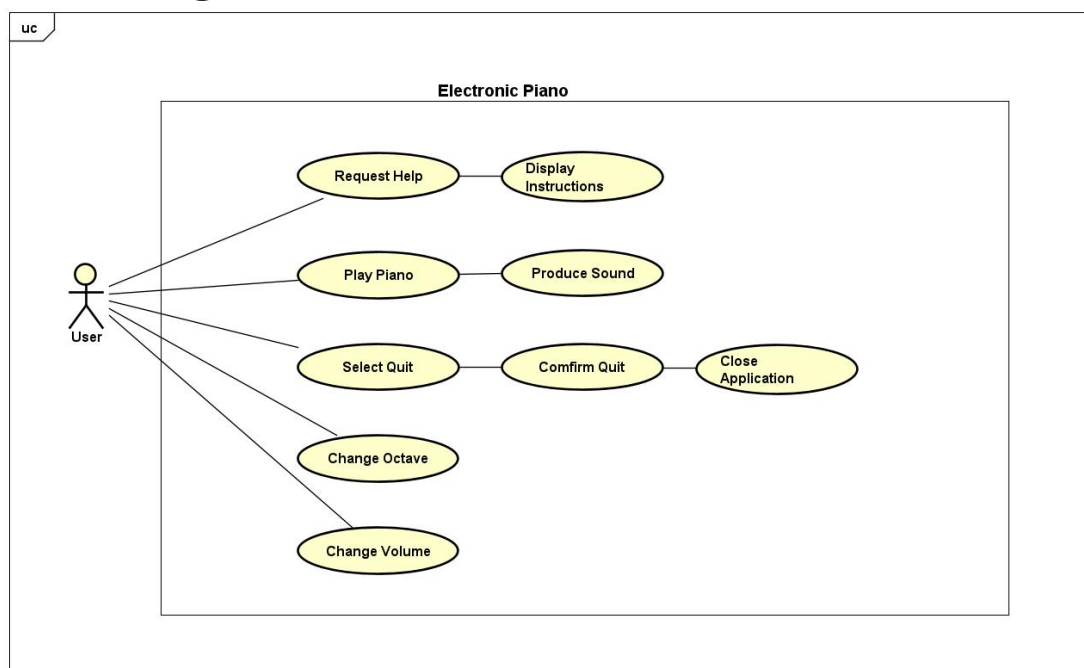 uc
Electronic Piano
Request Help
Display
Instructions
Play Piano
Produce Sound
User
Select Quit
Comfirm Quit
Close
Application
Change Octave
Change Volume